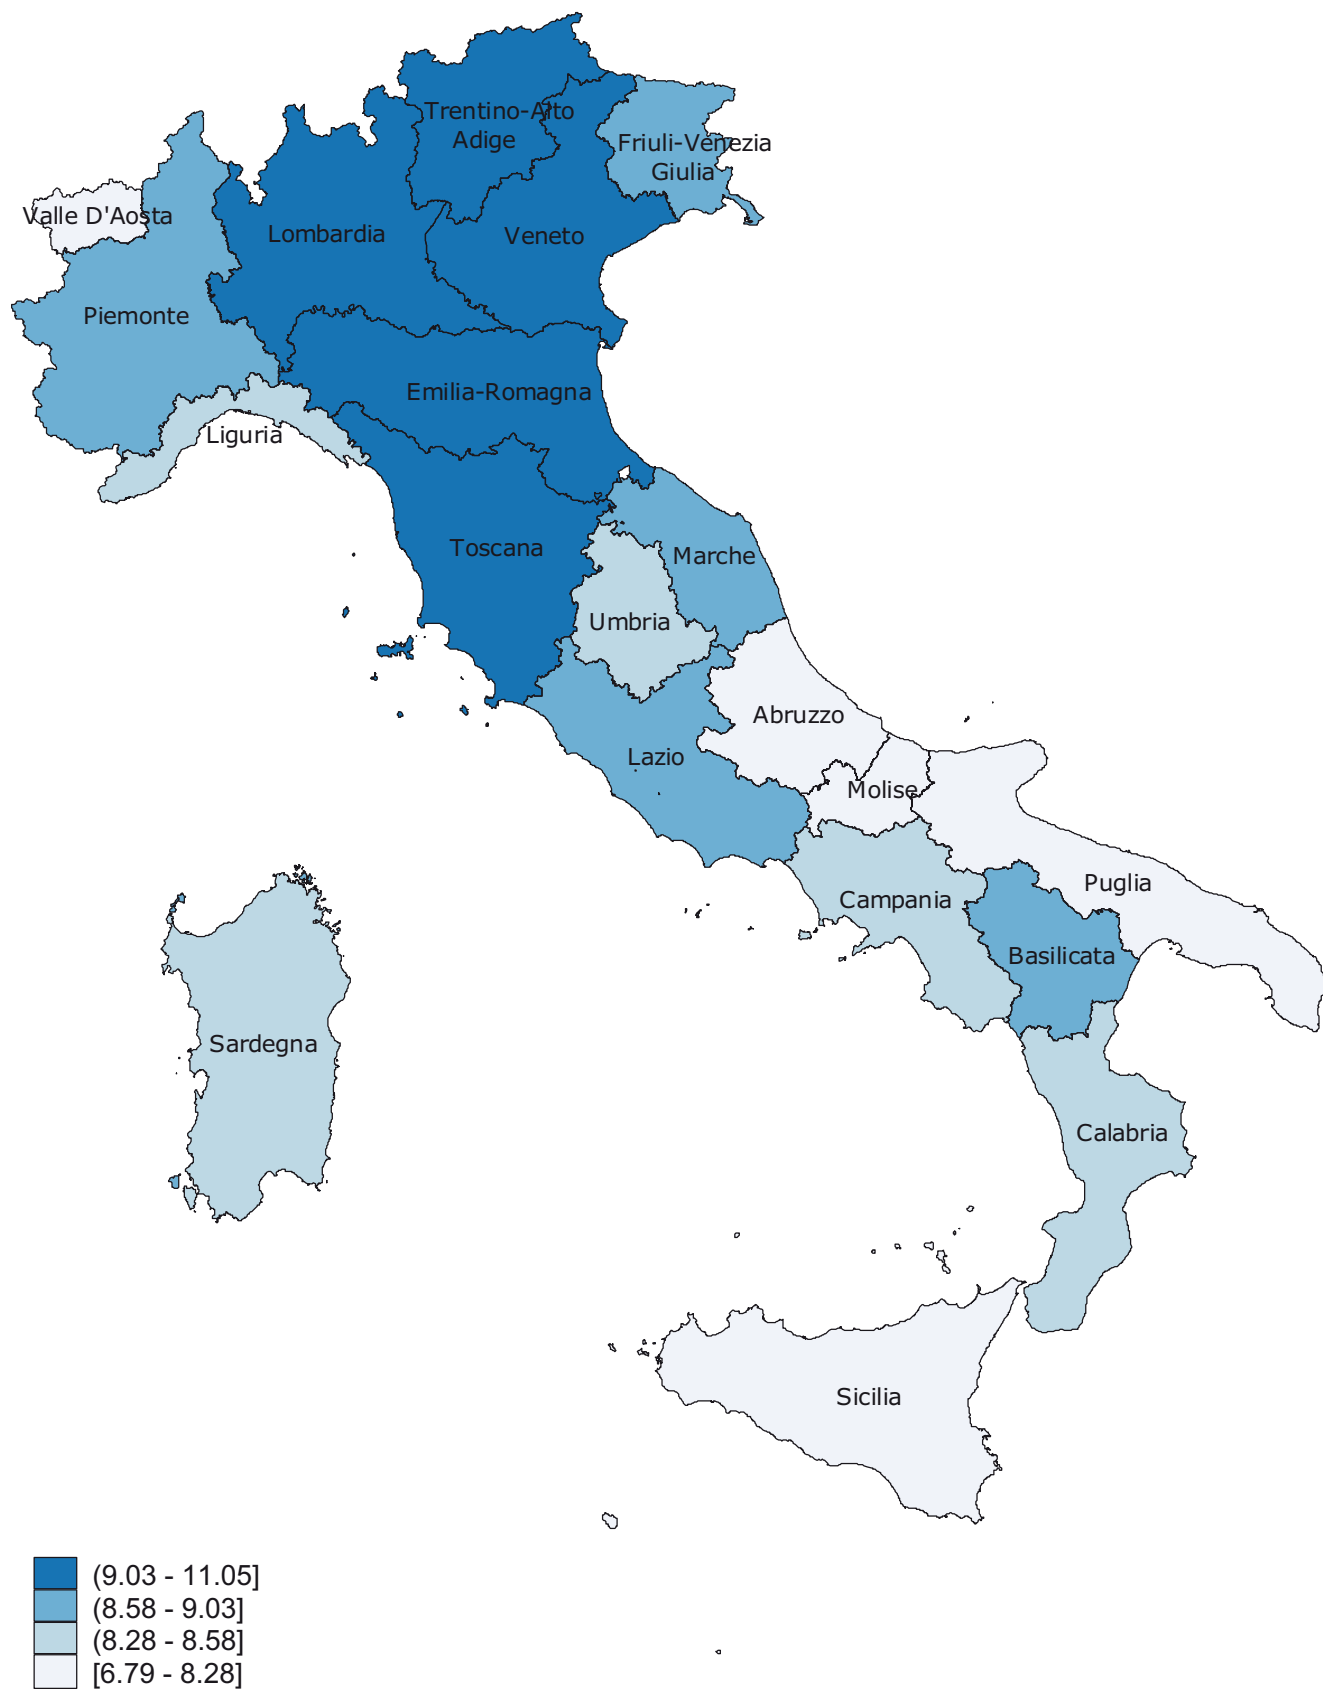 Trentino-Alto
Adige
Friuli-Venezia
Giulia
Valle D'Aosta
Lombardia
Veneto
Piemonte
Emilia-Romagna
Liguria
Toscana
Marche
Umbria
Abruzzo
Lazio
Molise
Puglia
Campania
Basilicata
Sardegna
Calabria
Sicilia
(9.03 - 11.05]
(8.58 - 9.03]
(8.28 - 8.58]
[6.79 - 8.28]